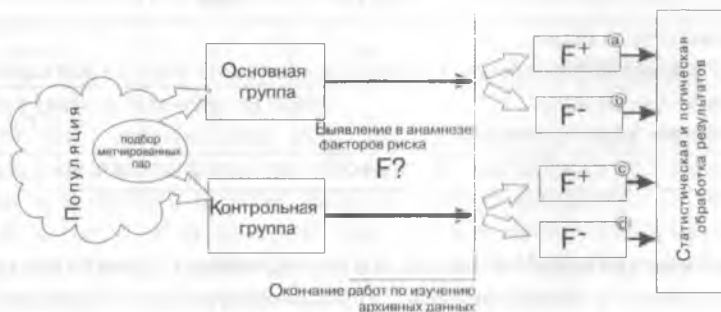 Популяция
подбор
метчированных
пар
Основная
группа
Контрольная
группа
Выявление в анамнезе
факторов риска
F?
Окончание работ по изучению
архивных данных
F+ a
F- b
F+ c
F- d
Статистическая и логическая
обработка результатов